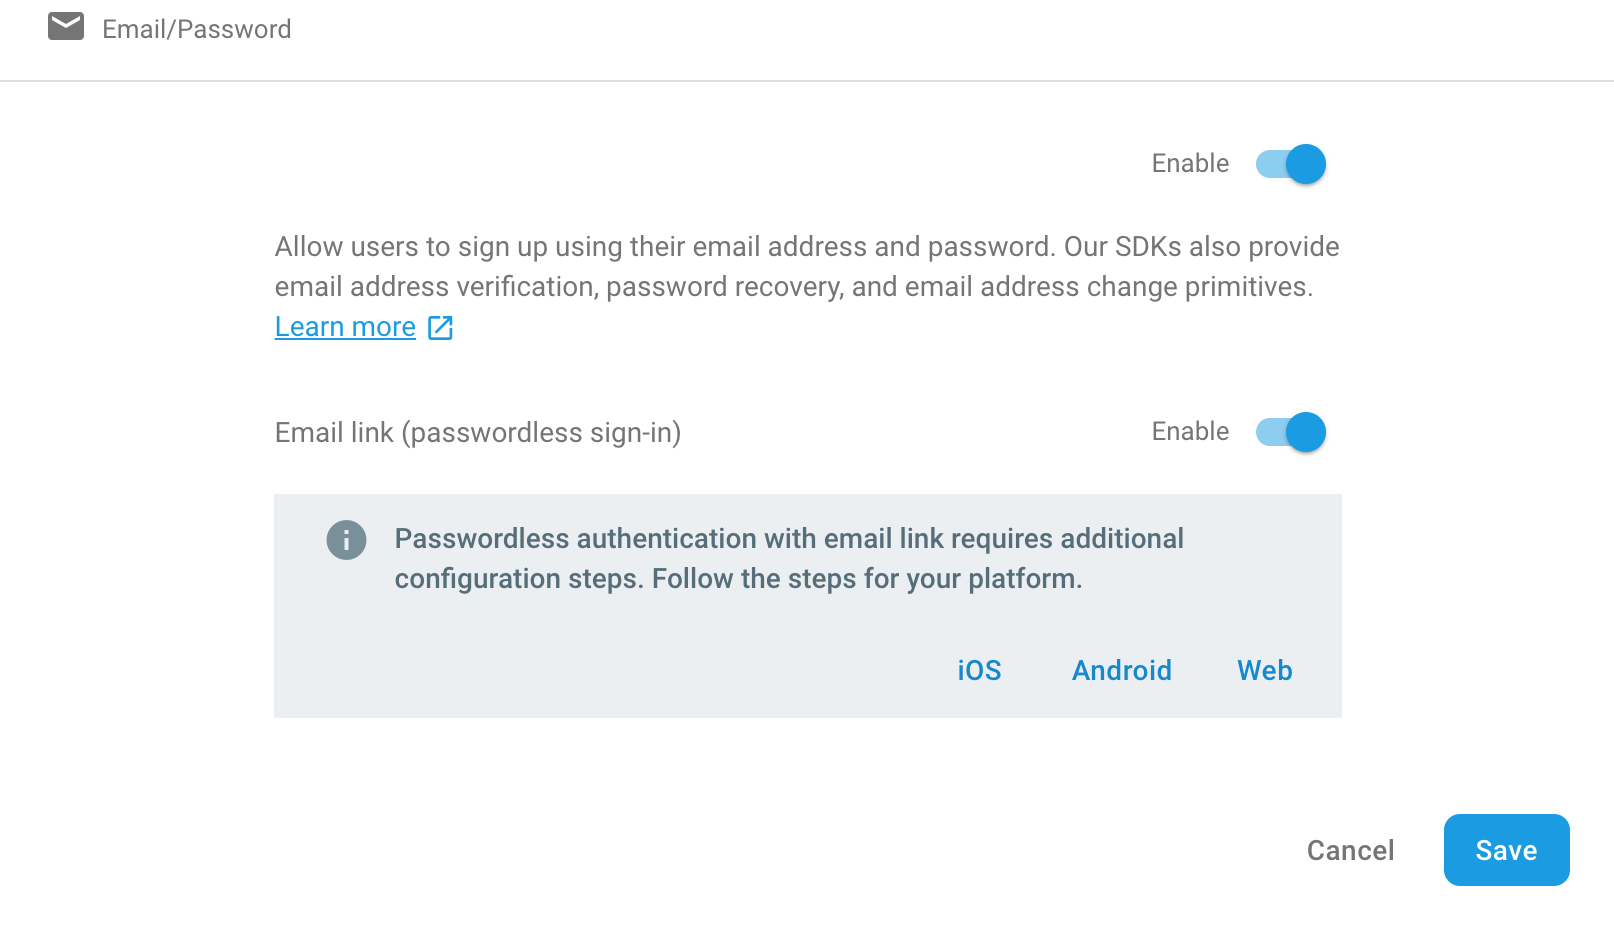 Email/Password
Enable
Allow users to sign up using their email address and password. Our SDKs also provide
email address verification, password recovery, and email address change primitives.
Learn more
Email link (passwordless sign-in)
Enable
Passwordless authentication with email link requires additional
configuration steps. Follow the steps for your platform.
iOS Android Web
Cancel Save